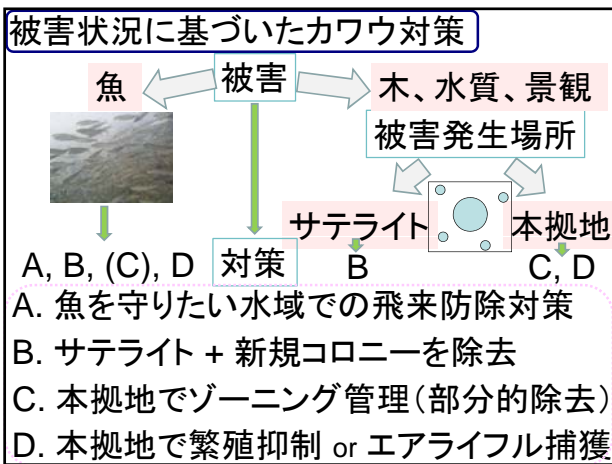 被害状況に基づいたカワウ対策
魚
被害
木、水質、景観
被害発生場所
サテライト
本拠地
A, B, (C), D
対策
B
C, D
A. 魚を守りたい水域での飛来防除対策
B. サテライト + 新規コロニーを除去
C. 本拠地でゾーニング管理(部分的除去)
D. 本拠地で繁殖抑制 or エアライフル捕獲